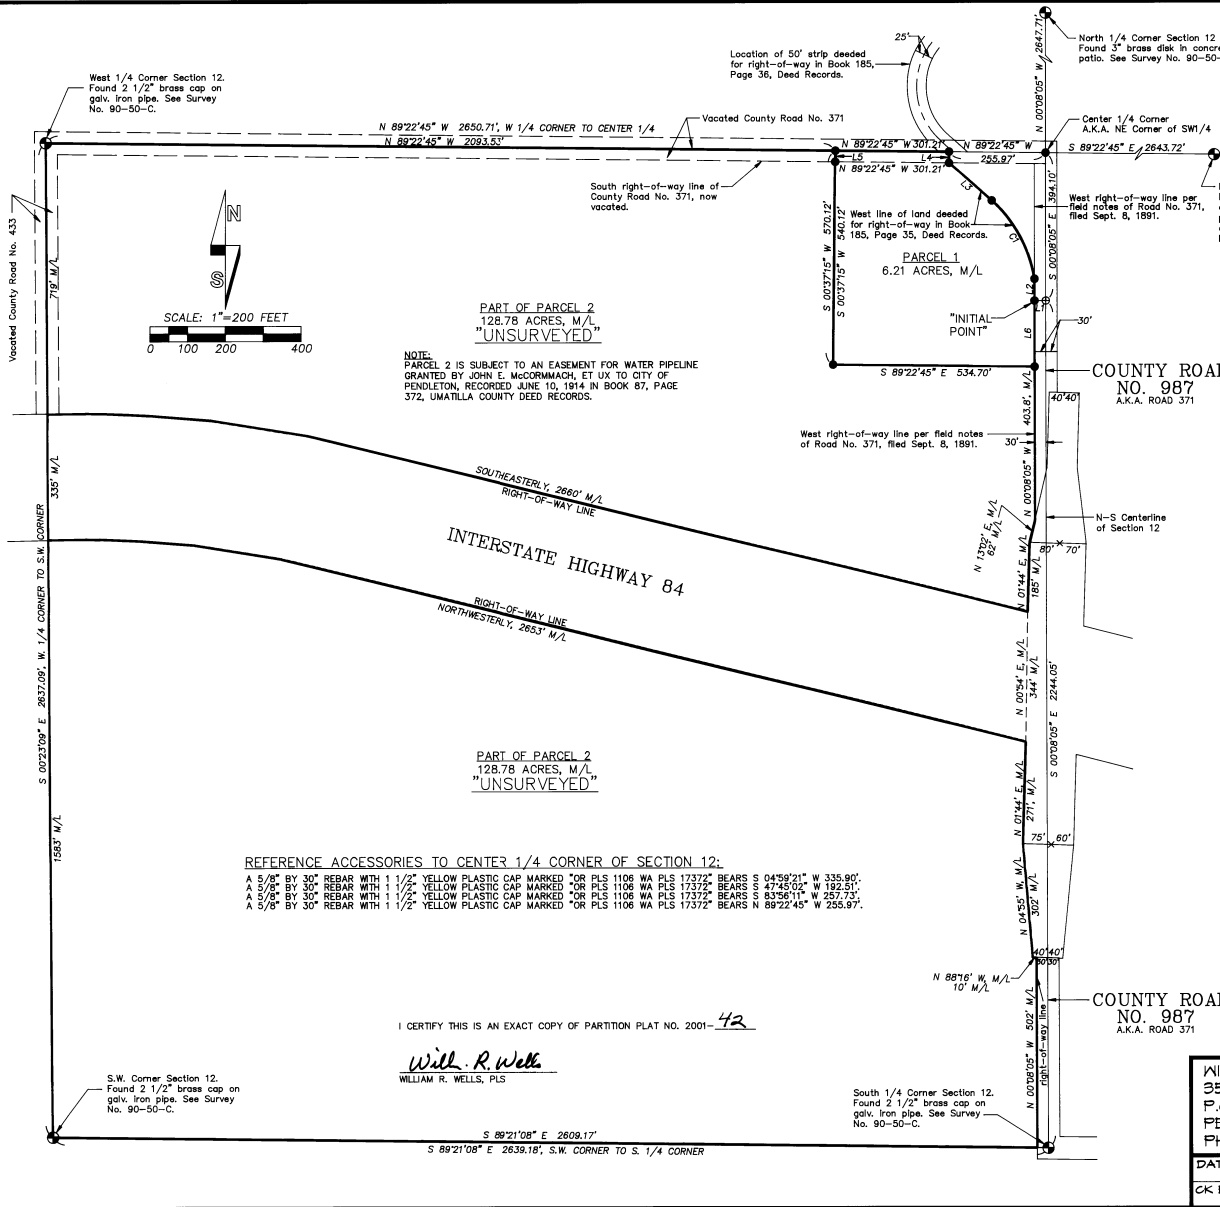 North 1/4 Corner Section 12
Found 3" brass disk in concre
patio. See Survey No. 90-50-
N 00°08'05" W 2647.71'
25'
Location of 50' strip deeded
for right-of-way in Book 185,
Page 36, Deed Records.
West 1/4 Corner Section 12.
Found 2 1/2" brass cap on
galv. iron pipe. See Survey
No. 90-50-C.
Center 1/4 Corner
A.K.A. NE Corner of SW1/4
S 89°22'45" E 2643.72'
N 89°22'45" W 2650.71', W 1/4 CORNER TO CENTER 1/4
N 89°22'45" W 2093.53'
Vacated County Road No. 371
N 89°22'45" W 301.21'
N 89°22'45" W
255.97'
L5
L4
N 89°22'45" W 301.21'
South right-of-way line of
County Road No. 371, now
vacated.
L3
West line of land deeded
for right-of-way in Book
185, Page 35, Deed Records.
West right-of-way line per
field notes of Road No. 371,
filed Sept. 8, 1891.
S 00°08'05" E 394.10'
C1
PARCEL 1
6.21 ACRES, M/L
S 00°37'15" W 570.12'
S 00°37'15" W 540.12'
Vacated County Road No. 433
719' M/L
N
S
SCALE: 1"=200 FEET
0 100 200 400
PART OF PARCEL 2
128.78 ACRES, M/L
"UNSURVEYED"
L2
L1
"INITIAL
POINT"
L6
30'
NOTE:
PARCEL 2 IS SUBJECT TO AN EASEMENT FOR WATER PIPELINE
GRANTED BY JOHN E. McCORMMACH, ET UX TO CITY OF
PENDLETON, RECORDED JUNE 10, 1914 IN BOOK 87, PAGE
372, UMATILLA COUNTY DEED RECORDS.
S 89°22'45" E 534.70'
COUNTY ROAD
NO. 987
A.K.A. ROAD 371
40'40'
N 00°08'05" W 403.8', M/L
West right-of-way line per field notes
of Road No. 371, filed Sept. 8, 1891.
30'
335' M/L
SOUTHEASTERLY, 2660' M/L
RIGHT-OF-WAY LINE
INTERSTATE HIGHWAY 84
N-S Centerline
of Section 12
N 13°02' E, M/L
62' M/L
80' 70'
N 01°44' E, M/L
185' M/L
RIGHT-OF-WAY LINE
NORTHWESTERLY, 2653' M/L
S 00°23'09" E 2637.09', W. 1/4 CORNER TO S.W. CORNER
N 00°54' E, M/L
344' M/L
S 00°08'05" E 2244.05'
PART OF PARCEL 2
128.78 ACRES, M/L
"UNSURVEYED"
N 01°44' E, M/L
271', M/L
75' 60'
1583' M/L
REFERENCE ACCESSORIES TO CENTER 1/4 CORNER OF SECTION 12:
A 5/8" BY 30" REBAR WITH 1 1/2" YELLOW PLASTIC CAP MARKED "OR PLS 1106 WA PLS 17372" BEARS S 04°59'21" W 335.90'.
A 5/8" BY 30" REBAR WITH 1 1/2" YELLOW PLASTIC CAP MARKED "OR PLS 1106 WA PLS 17372" BEARS S 47°45'02" W 192.51'.
A 5/8" BY 30" REBAR WITH 1 1/2" YELLOW PLASTIC CAP MARKED "OR PLS 1106 WA PLS 17372" BEARS S 83°56'11" W 257.73'.
A 5/8" BY 30" REBAR WITH 1 1/2" YELLOW PLASTIC CAP MARKED "OR PLS 1106 WA PLS 17372" BEARS N 89°22'45" W 255.97'.
N 04°55' W, M/L
302' M/L
40'40'
30'30'
N 88°16' W, M/L
10' M/L
COUNTY ROAD
NO. 987
A.K.A. ROAD 371
N 00°08'05" W 502' M/L
right-of-way line
I CERTIFY THIS IS AN EXACT COPY OF PARTITION PLAT NO. 2001-42
Will. R. Wells
WILLIAM R. WELLS, PLS
S.W. Corner Section 12.
Found 2 1/2" brass cap on
galv. iron pipe. See Survey
No. 90-50-C.
South 1/4 Corner Section 12.
Found 2 1/2" brass cap on
galv. iron pipe. See Survey
No. 90-50-C.
S 89°21'08" E 2609.17'
S 89°21'08" E 2639.18', S.W. CORNER TO S. 1/4 CORNER
WI
35
P.
PE
PH
DAT
CK